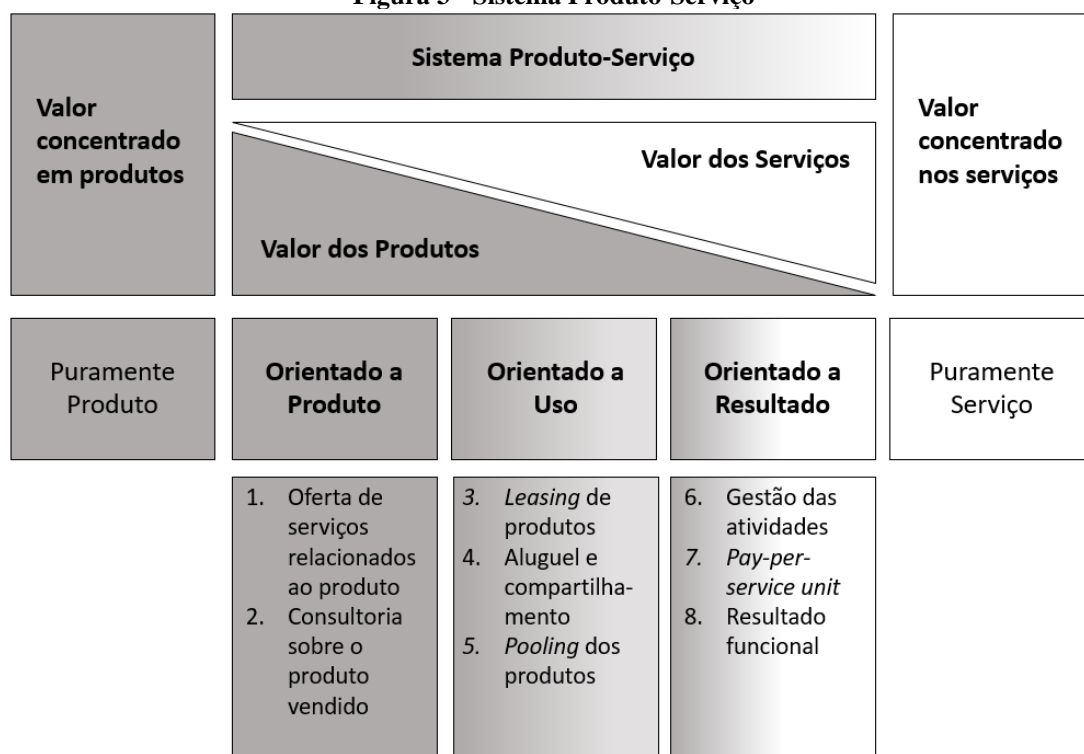 Figura 3 - Sistema Produto-Serviço
Sistema Produto-Serviço
Valor
concentrado
em produtos
Valor dos Serviços
Valor dos Produtos
Valor
concentrado
nos serviços
Puramente
Produto
Orientado a
Produto
Orientado a
Uso
Orientado a
Resultado
Puramente
Serviço
1. Oferta de
serviços
relacionados
ao produto
2. Consultoria
sobre o
produto
vendido
3. Leasing de
produtos
4. Aluguel e
compartilha-
mento
5. Pooling dos
produtos
6. Gestão das
atividades
7. Pay-per-
service unit
8. Resultado
funcional